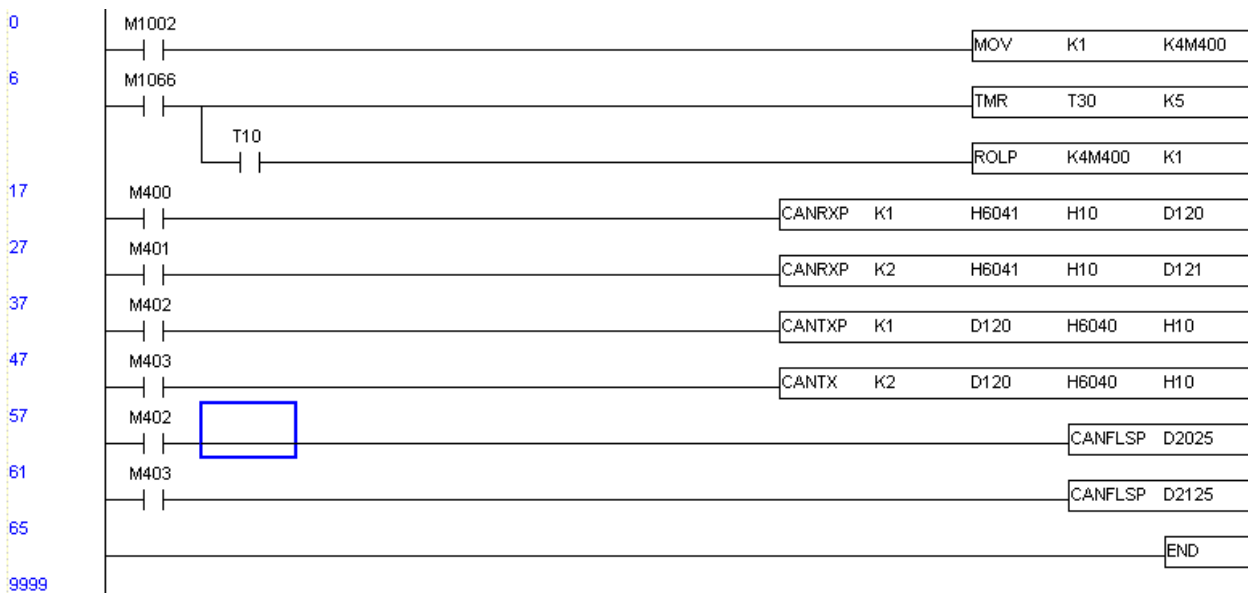 0 M1002 MOV K1 K4M400
6 M1066 TMR T30 K5
T10 ROLP K4M400 K1
17 M400 CANRXP K1 H6041 H10 D120
27 M401 CANRXP K2 H6041 H10 D121
37 M402 CANTXP K1 D120 H6040 H10
47 M403 CANTX K2 D120 H6040 H10
57 M402 CANFLSP D2025
61 M403 CANFLSP D2125
65 END
9999